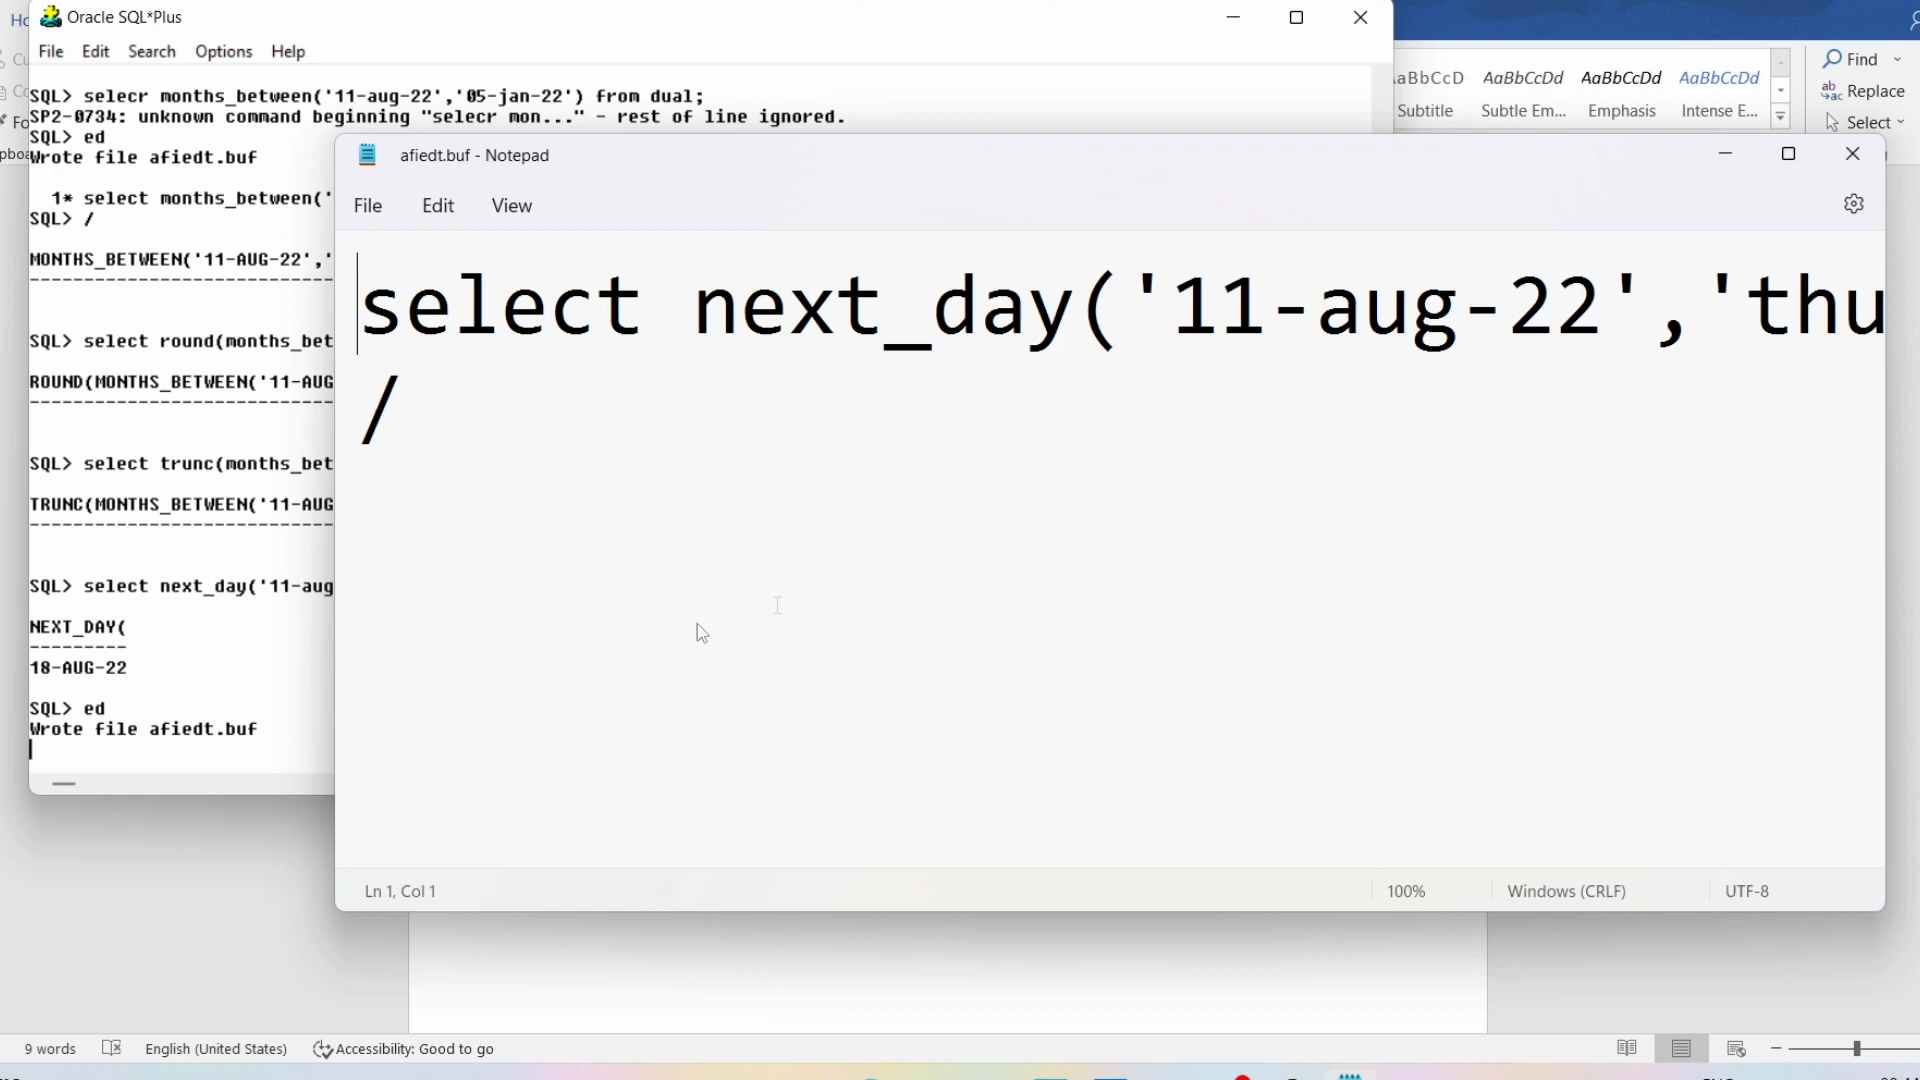 Oracle SQL*Plus
File Edit Search Options Help
SQL> selecr months_between('11-aug-22','05-jan-22') from dual;
SP2-0734: unknown command beginning "selecr mon..." - rest of line ignored.
SQL> ed
Wrote file afiedt.buf
1* select months_between('
SQL> /
MONTHS_BETWEEN('11-AUG-22','
SQL> select round(months_bet
ROUND(MONTHS_BETWEEN('11-AUG
SQL> select trunc(months_bet
TRUNC(MONTHS_BETWEEN('11-AUG
SQL> select next_day('11-aug
NEXT_DAY(
---------
18-AUG-22
SQL> ed
Wrote file afiedt.buf
AaBbCcD AaBbCcDd AaBbCcDd AaBbCcDd
Subtitle Subtle Em... Emphasis Intense E...
Find
Replace
Select
afiedt.buf - Notepad
File Edit View
select next_day('11-aug-22','thu
/
Ln 1, Col 1 100% Windows (CRLF) UTF-8
9 words English (United States) Accessibility: Good to go